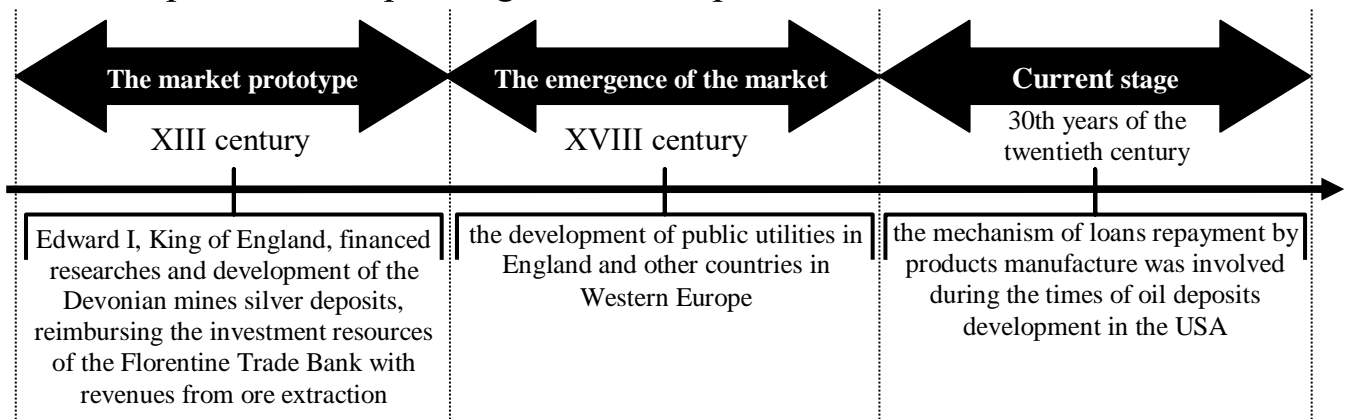 The market prototype
The emergence of the market
Current stage
XIII century
XVIII century
30th years of the
twentieth century
Edward I, King of England, financed
researches and development of the
Devonian mines silver deposits,
reimbursing the investment resources
of the Florentine Trade Bank with
revenues from ore extraction
the development of public utilities in
England and other countries in
Western Europe
the mechanism of loans repayment by
products manufacture was involved
during the times of oil deposits
development in the USA